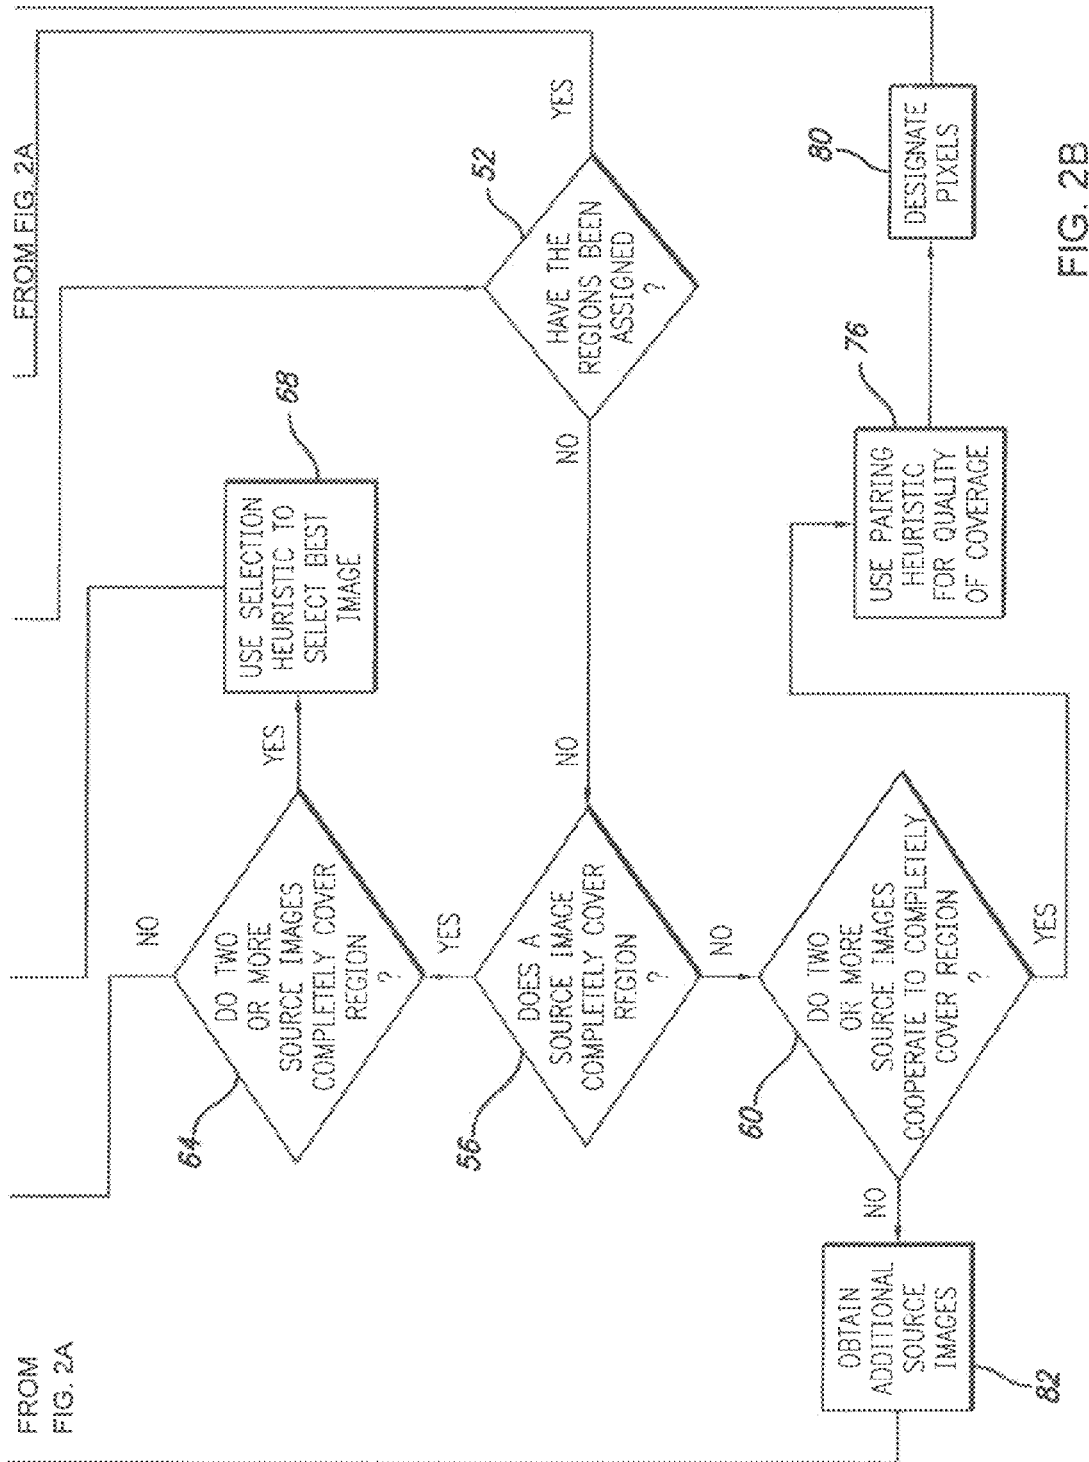 FROM
FIG. 2A
FROM FIG. 2A
NO
DO TWO
OR MORE
SOURCE IMAGES
COMPLETELY COVER
REGION
?
64
YES
USE SELECTION
HEURISTIC TO
SELECT BEST
IMAGE
68
YES
DOES A
SOURCE IMAGE
COMPLETELY COVER
REGION
?
56
NO
NO
HAVE THE
REGIONS BEEN
ASSIGNED
?
52
YES
NO
DO TWO
OR MORE
SOURCE IMAGES
COOPERATE TO COMPLETELY
COVER REGION
?
60
YES
NO
OBTAIN
ADDITIONAL
SOURCE
IMAGES
82
USE PAIRING
HEURISTIC
FOR QUALITY
OF COVERAGE
76
DESIGNATE
PIXELS
80
FIG. 2B